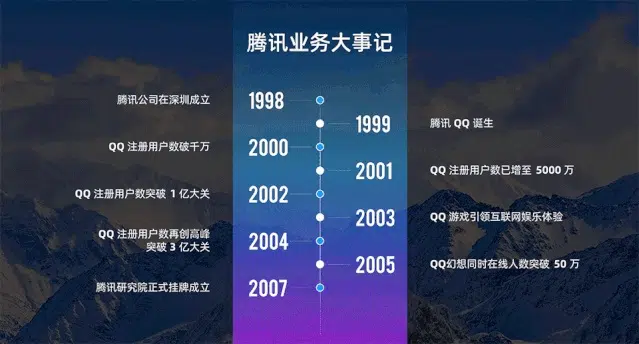 腾讯业务大事记
腾讯公司在深圳成立
1998
1999
腾讯 QQ 诞生
QQ 注册用户数破千万
2000
2001
QQ 注册用户数已增至 5000 万
QQ 注册用户数突破 1 亿大关
2002
2003
QQ 游戏引领互联网娱乐体验
QQ 注册用户数再创高峰
突破 3 亿大关
2004
2005
QQ幻想同时在线人数突破 50 万
腾讯研究院正式挂牌成立
2007